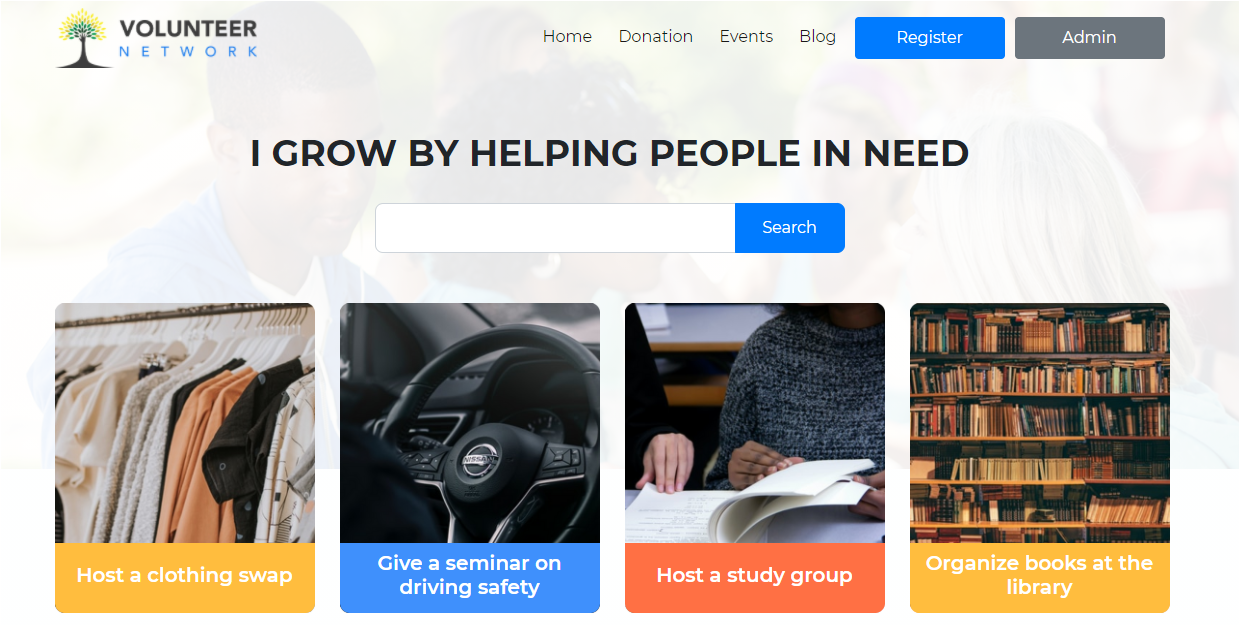 VOLUNTEER
NETWORK
Home Donation Events Blog Register Admin
I GROW BY HELPING PEOPLE IN NEED
Search
NISSAN
Host a clothing swap
Give a seminar on
driving safety
Host a study group
Organize books at the
library